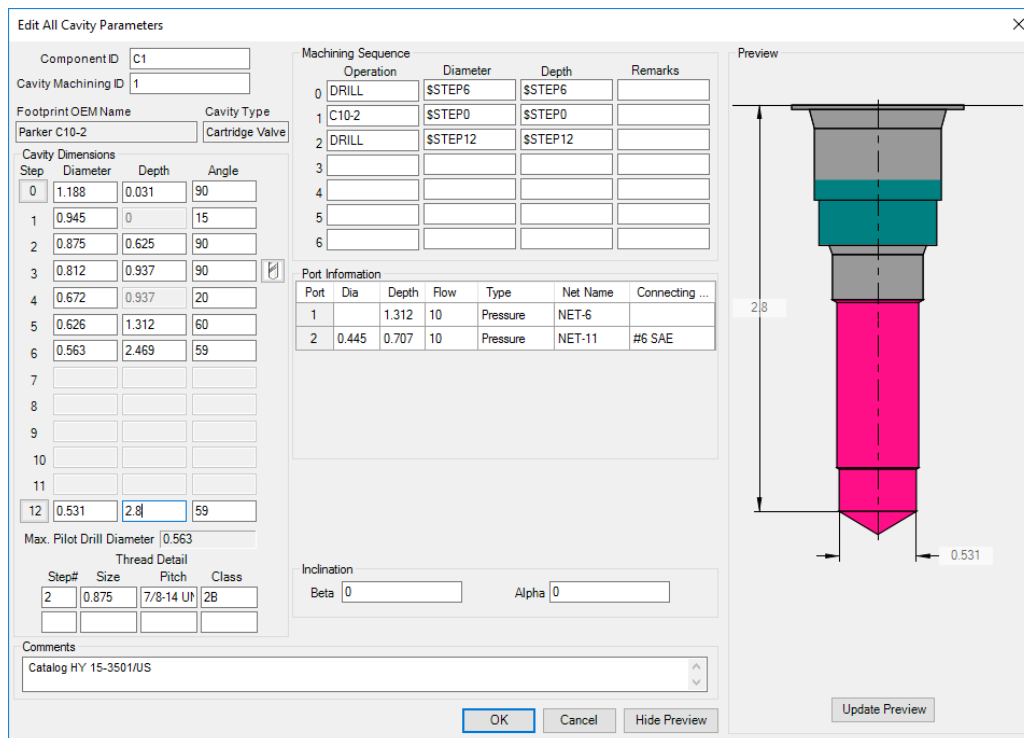 Edit All Cavity Parameters
Component ID C1
Cavity Machining ID 1
Footprint OEM Name Cavity Type
Parker C10-2 Cartridge Valve
Cavity Dimensions
Step Diameter Depth Angle
0 1.188 0.031 90
1 0.945 0 15
2 0.875 0.625 90
3 0.812 0.937 90
4 0.672 0.937 20
5 0.626 1.312 60
6 0.563 2.469 59
7
8
9
10
11
12 0.531 2.8 59
Max. Pilot Drill Diameter 0.563
Thread Detail
Step# Size Pitch Class
2 0.875 7/8-14 UN 2B
Machining Sequence
Operation Diameter Depth Remarks
0 DRILL $STEP6 $STEP6
1 C10-2 $STEP0 $STEP0
2 DRILL $STEP12 $STEP12
3
4
5
6
Port Information
Port Dia Depth Flow Type Net Name Connecting ...
1 1.312 10 Pressure NET-6
2 0.445 0.707 10 Pressure NET-11 #6 SAE
Inclination
Beta 0 Alpha 0
Comments
Catalog HY 15-3501/US
OK Cancel Hide Preview
Preview
2.8
0.531
Update Preview